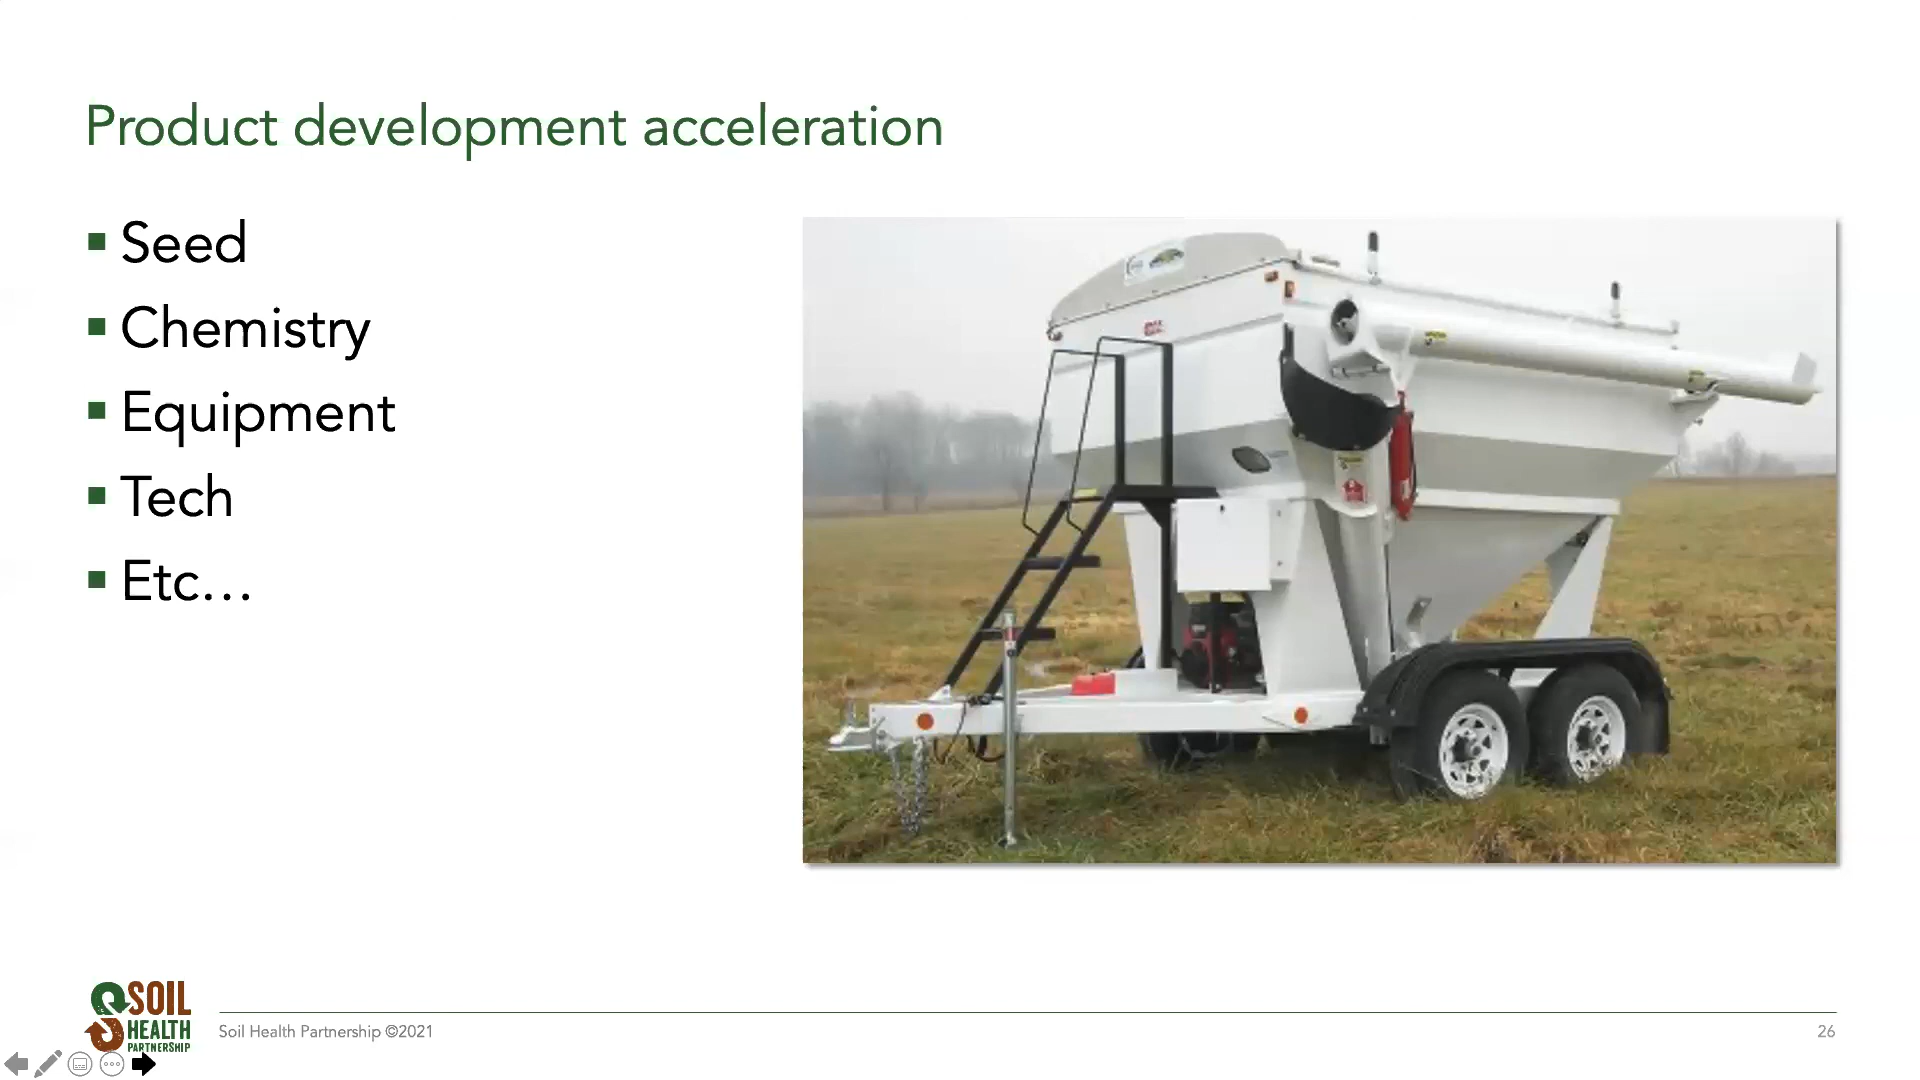 Product development acceleration
Seed
Chemistry
Equipment
Tech
Etc...
SOIL
HEALTH
PARTNERSHIP
Soil Health Partnership ©2021
26